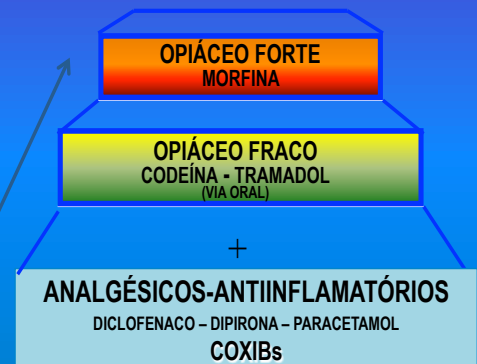 OPIÁCEO FORTE
MORFINA
OPIÁCEO FRACO
CODEÍNA - TRAMADOL
(VIA ORAL)
+
ANALGÉSICOS-ANTIINFLAMATÓRIOS
DICLOFENACO – DIPIRONA – PARACETAMOL
COXIBs